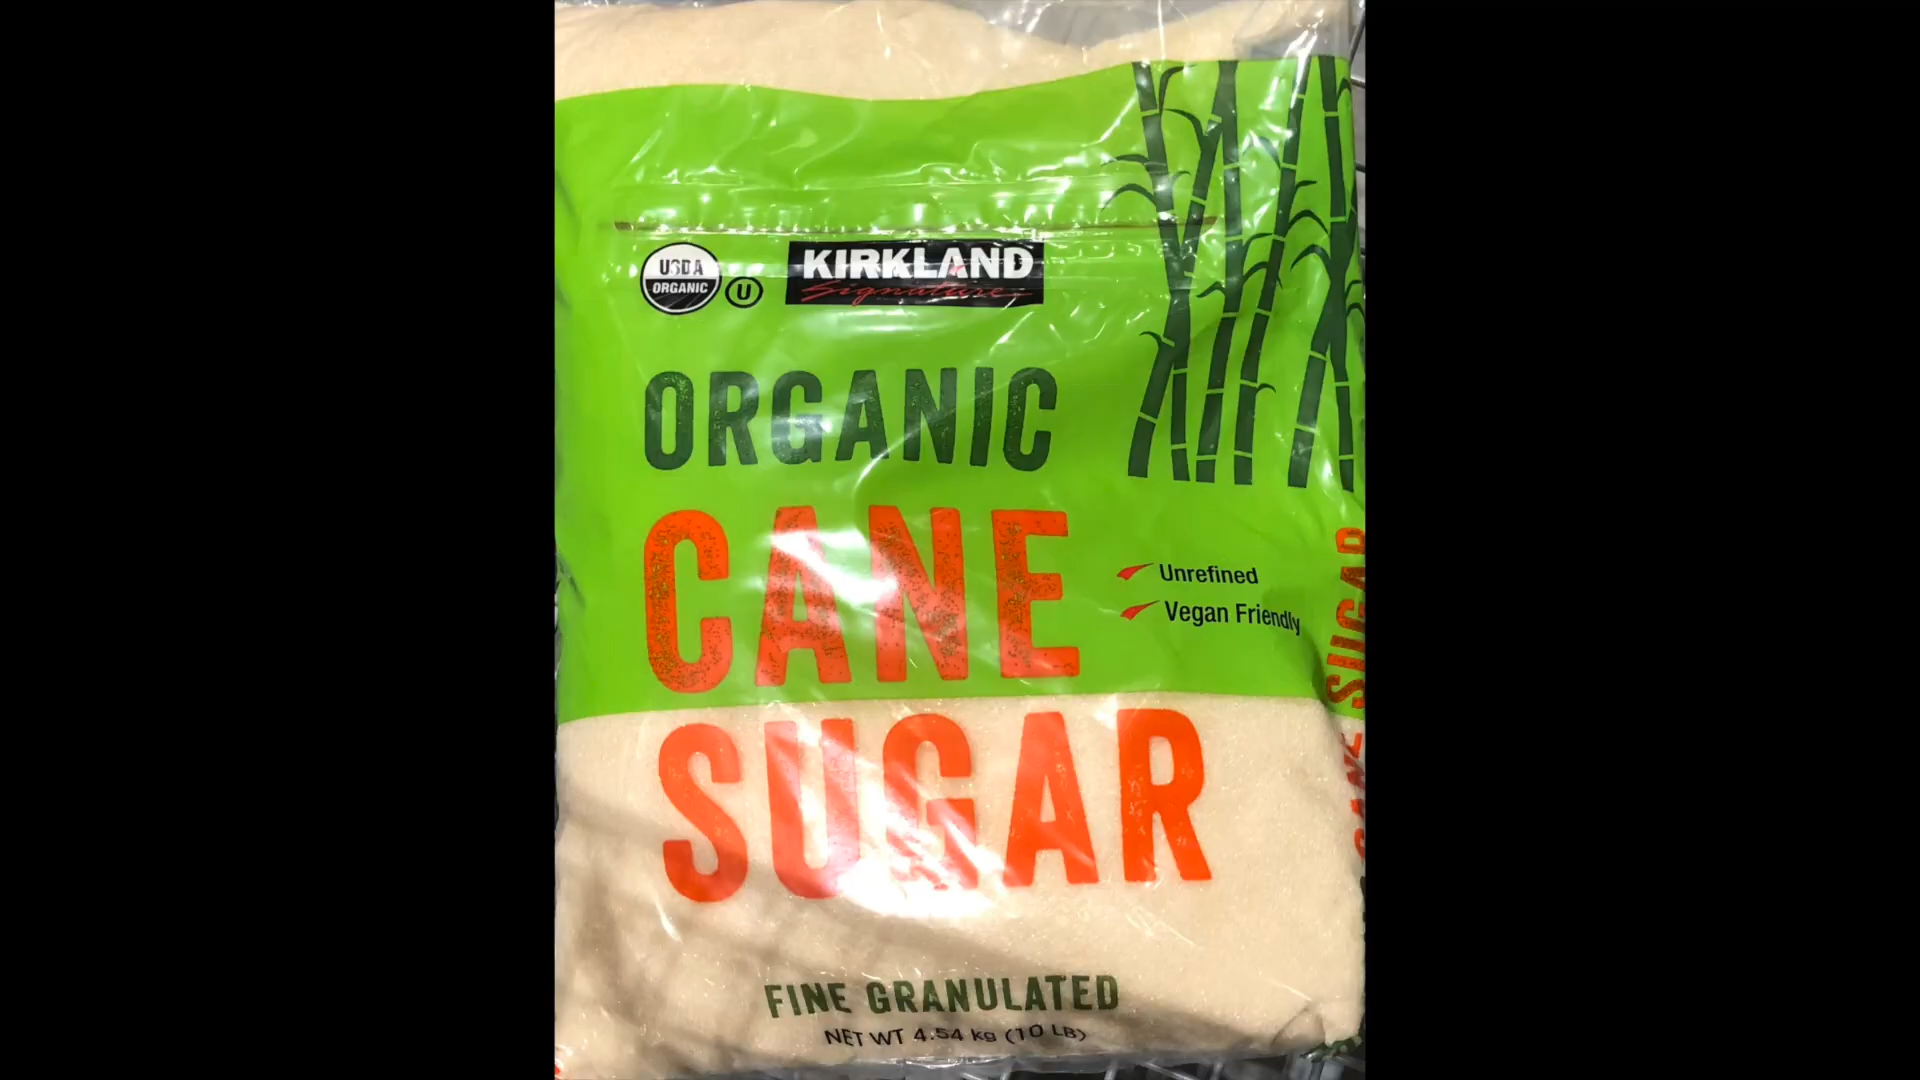 USDA
ORGANIC
U
KIRKLAND
Signature
ORGANIC
CANE
SUGAR
Unrefined
Vegan Friendly
FINE GRANULATED
NET WT 4.54 kg (10 LB)
CANE SUGAR